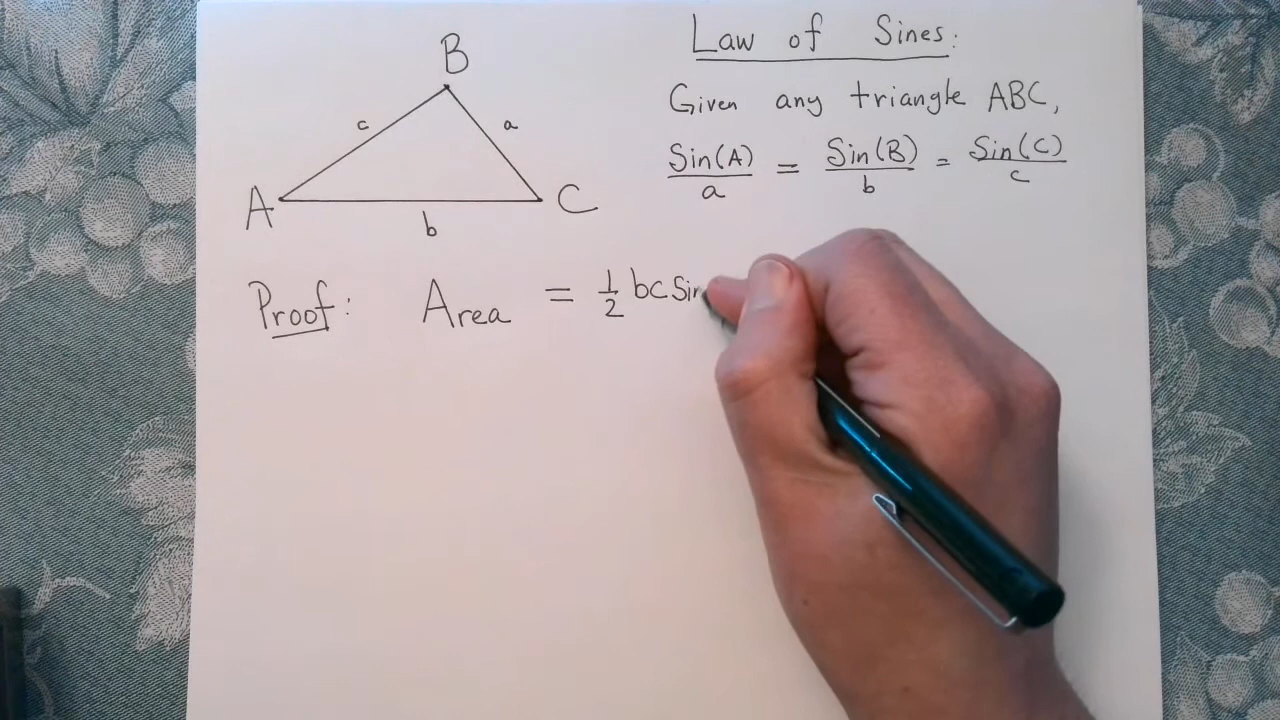 B
c
a
A
C
b
Law of Sines:
Given any triangle ABC,
Sin(A)/a = Sin(B)/b = Sin(C)/c
Proof: Area = 1/2 bc Sin